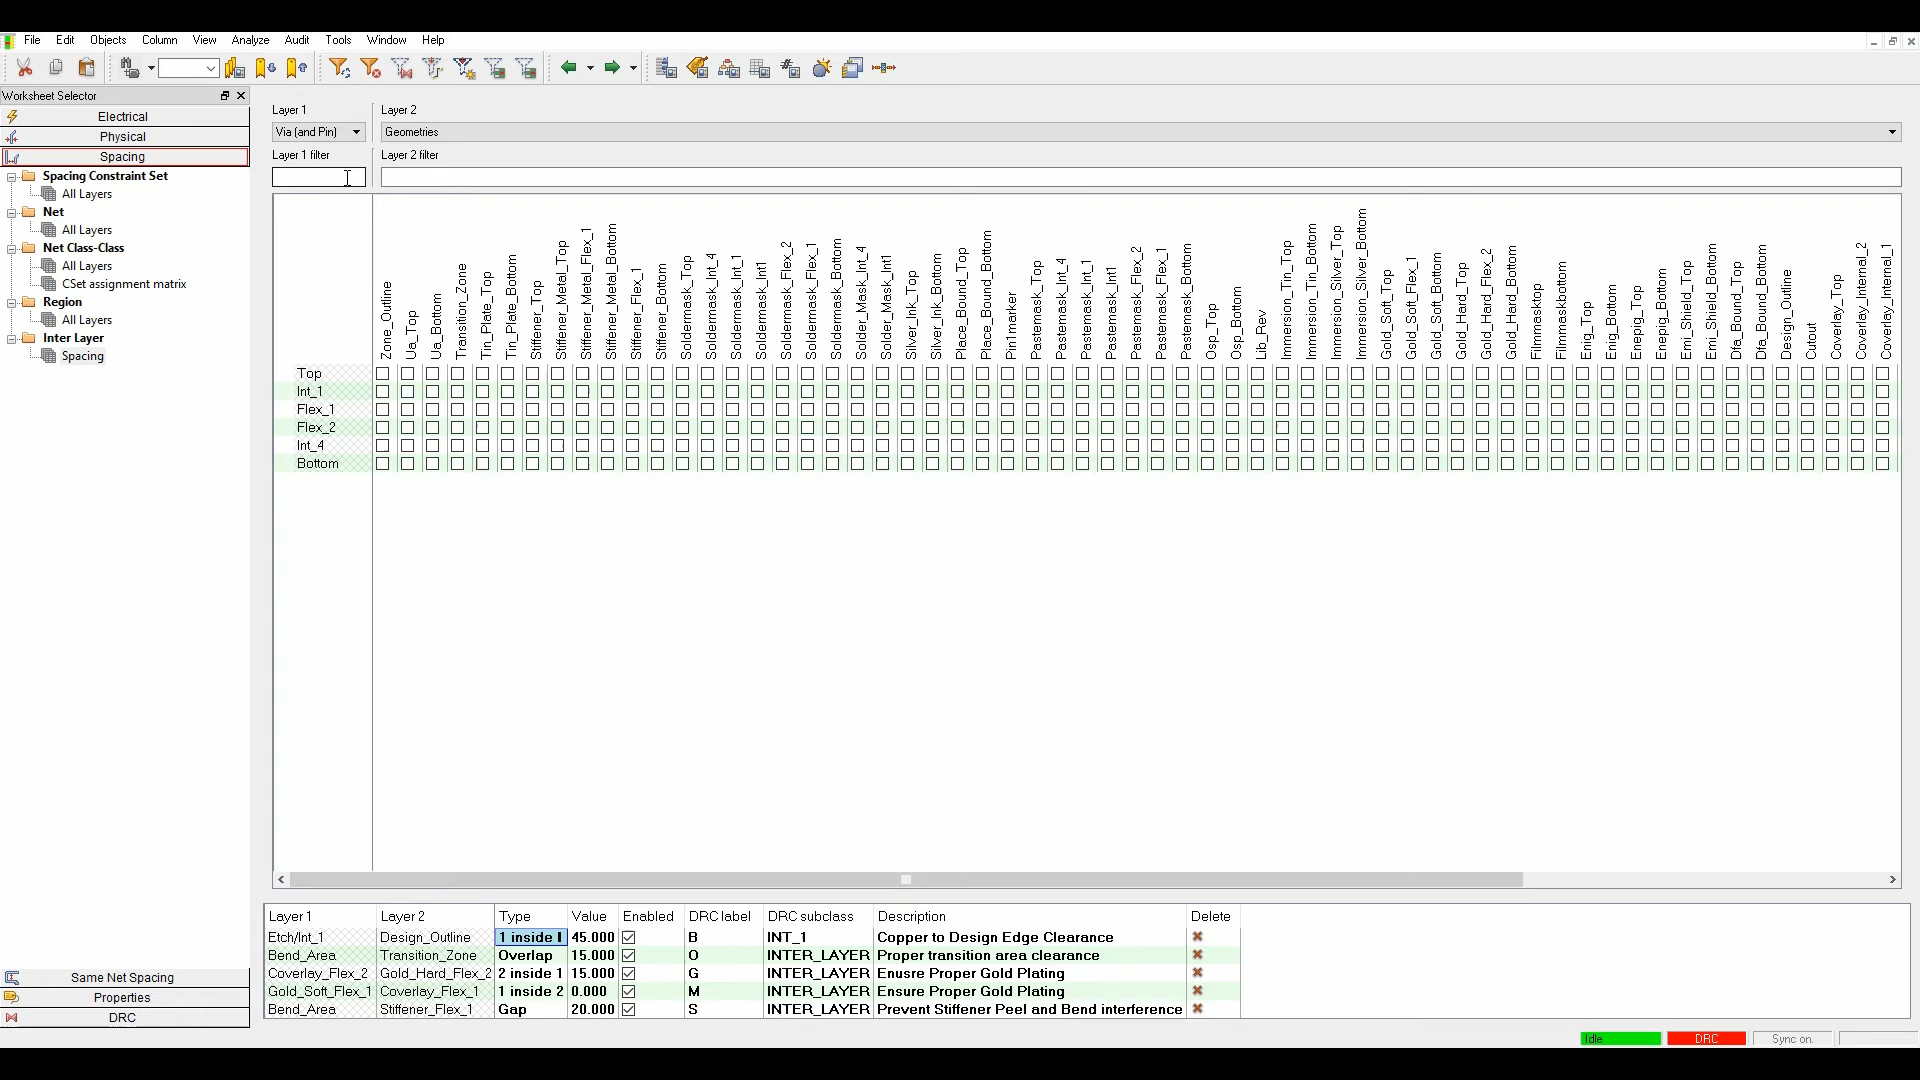 File Edit Objects Column View Analyze Audit Tools Window Help
Worksheet Selector
Electrical
Physical
Spacing
Spacing Constraint Set
All Layers
Net
All Layers
Net Class-Class
All Layers
CSet assignment matrix
Region
All Layers
Inter Layer
Spacing
Same Net Spacing
Properties
DRC
Layer 1 Layer 2
Via (and Pin) Geometries
Layer 1 filter Layer 2 filter
Zone_Outline
Ua_Top
Ua_Bottom
Transition_Zone
Tin_Plate_Top
Tin_Plate_Bottom
Stiffener_Top
Stiffener_Metal_Top
Stiffener_Metal_Flex_1
Stiffener_Metal_Bottom
Stiffener_Flex_1
Stiffener_Bottom
Soldermask_Top
Soldermask_Int_4
Soldermask_Int_1
Soldermask_Int1
Soldermask_Flex_2
Soldermask_Flex_1
Soldermask_Bottom
Solder_Mask_Int_4
Solder_Mask_Int1
Silver_Ink_Top
Silver_Ink_Bottom
Place_Bound_Top
Place_Bound_Bottom
Pin1marker
Pastemask_Top
Pastemask_Int_4
Pastemask_Int_1
Pastemask_Int1
Pastemask_Flex_2
Pastemask_Flex_1
Pastemask_Bottom
Osp_Top
Osp_Bottom
Lib_Rev
Immersion_Tin_Top
Immersion_Tin_Bottom
Immersion_Silver_Top
Immersion_Silver_Bottom
Gold_Soft_Top
Gold_Soft_Flex_1
Gold_Soft_Bottom
Gold_Hard_Top
Gold_Hard_Flex_2
Gold_Hard_Bottom
Filmmasktop
Filmmaskbottom
Enig_Top
Enig_Bottom
Enepig_Top
Enepig_Bottom
Emi_Shield_Top
Emi_Shield_Bottom
Dfa_Bound_Top
Dfa_Bound_Bottom
Design_Outline
Cutout
Coverlay_Top
Coverlay_Internal_2
Coverlay_Internal_1
Top
Int_1
Flex_1
Flex_2
Int_4
Bottom
Layer 1 Layer 2 Type Value Enabled DRC label DRC subclass Description Delete
Etch/Int_1 Design_Outline 1 inside 45.000 B INT_1 Copper to Design Edge Clearance
Bend_Area Transition_Zone Overlap 15.000 O INTER_LAYER Proper transition area clearance
Coverlay_Flex_2 Gold_Hard_Flex_2 2 inside 1 15.000 G INTER_LAYER Enusre Proper Gold Plating
Gold_Soft_Flex_1 Coverlay_Flex_1 1 inside 2 0.000 M INTER_LAYER Ensure Proper Gold Plating
Bend_Area Stiffener_Flex_1 Gap 20.000 S INTER_LAYER Prevent Stiffener Peel and Bend interference
Idle DRC Sync on